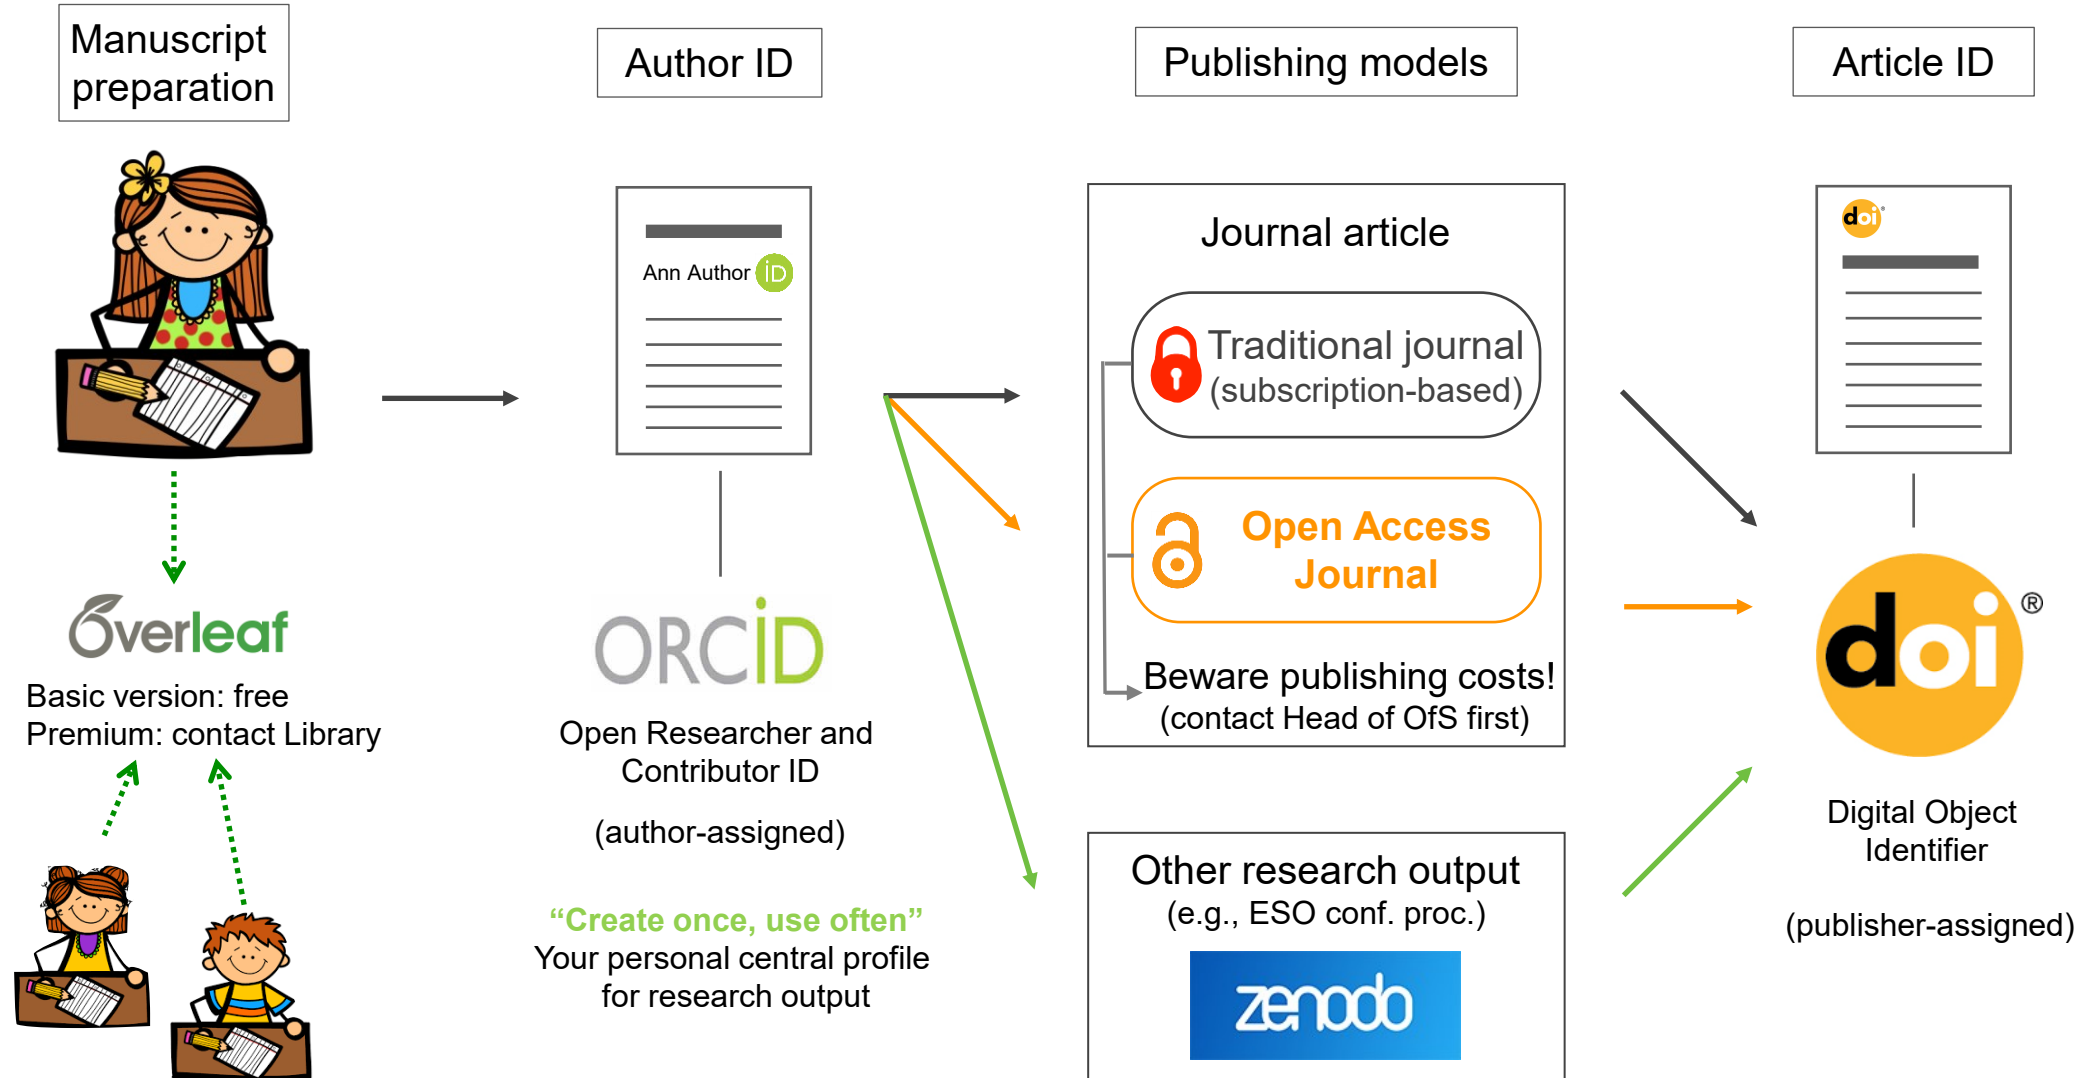 Manuscript
preparation
Author ID
Publishing models
Article ID
Ann Author iD
Overleaf
Basic version: free
Premium: contact Library
ORCiD
Open Researcher and
Contributor ID
(author-assigned)
“Create once, use often”
Your personal central profile
for research output
Journal article
Traditional journal
(subscription-based)
Open Access
Journal
Beware publishing costs!
(contact Head of OfS first)
Other research output
(e.g., ESO conf. proc.)
zenodo
doi®
doi®
Digital Object
Identifier
(publisher-assigned)